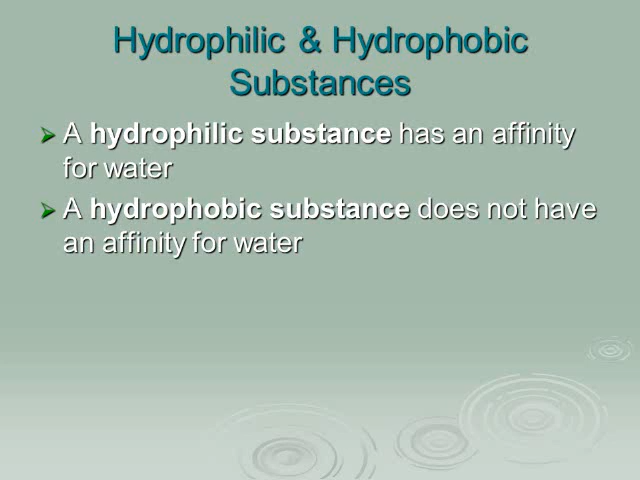 Hydrophilic & Hydrophobic
Substances
A hydrophilic substance has an affinity
for water
A hydrophobic substance does not have
an affinity for water